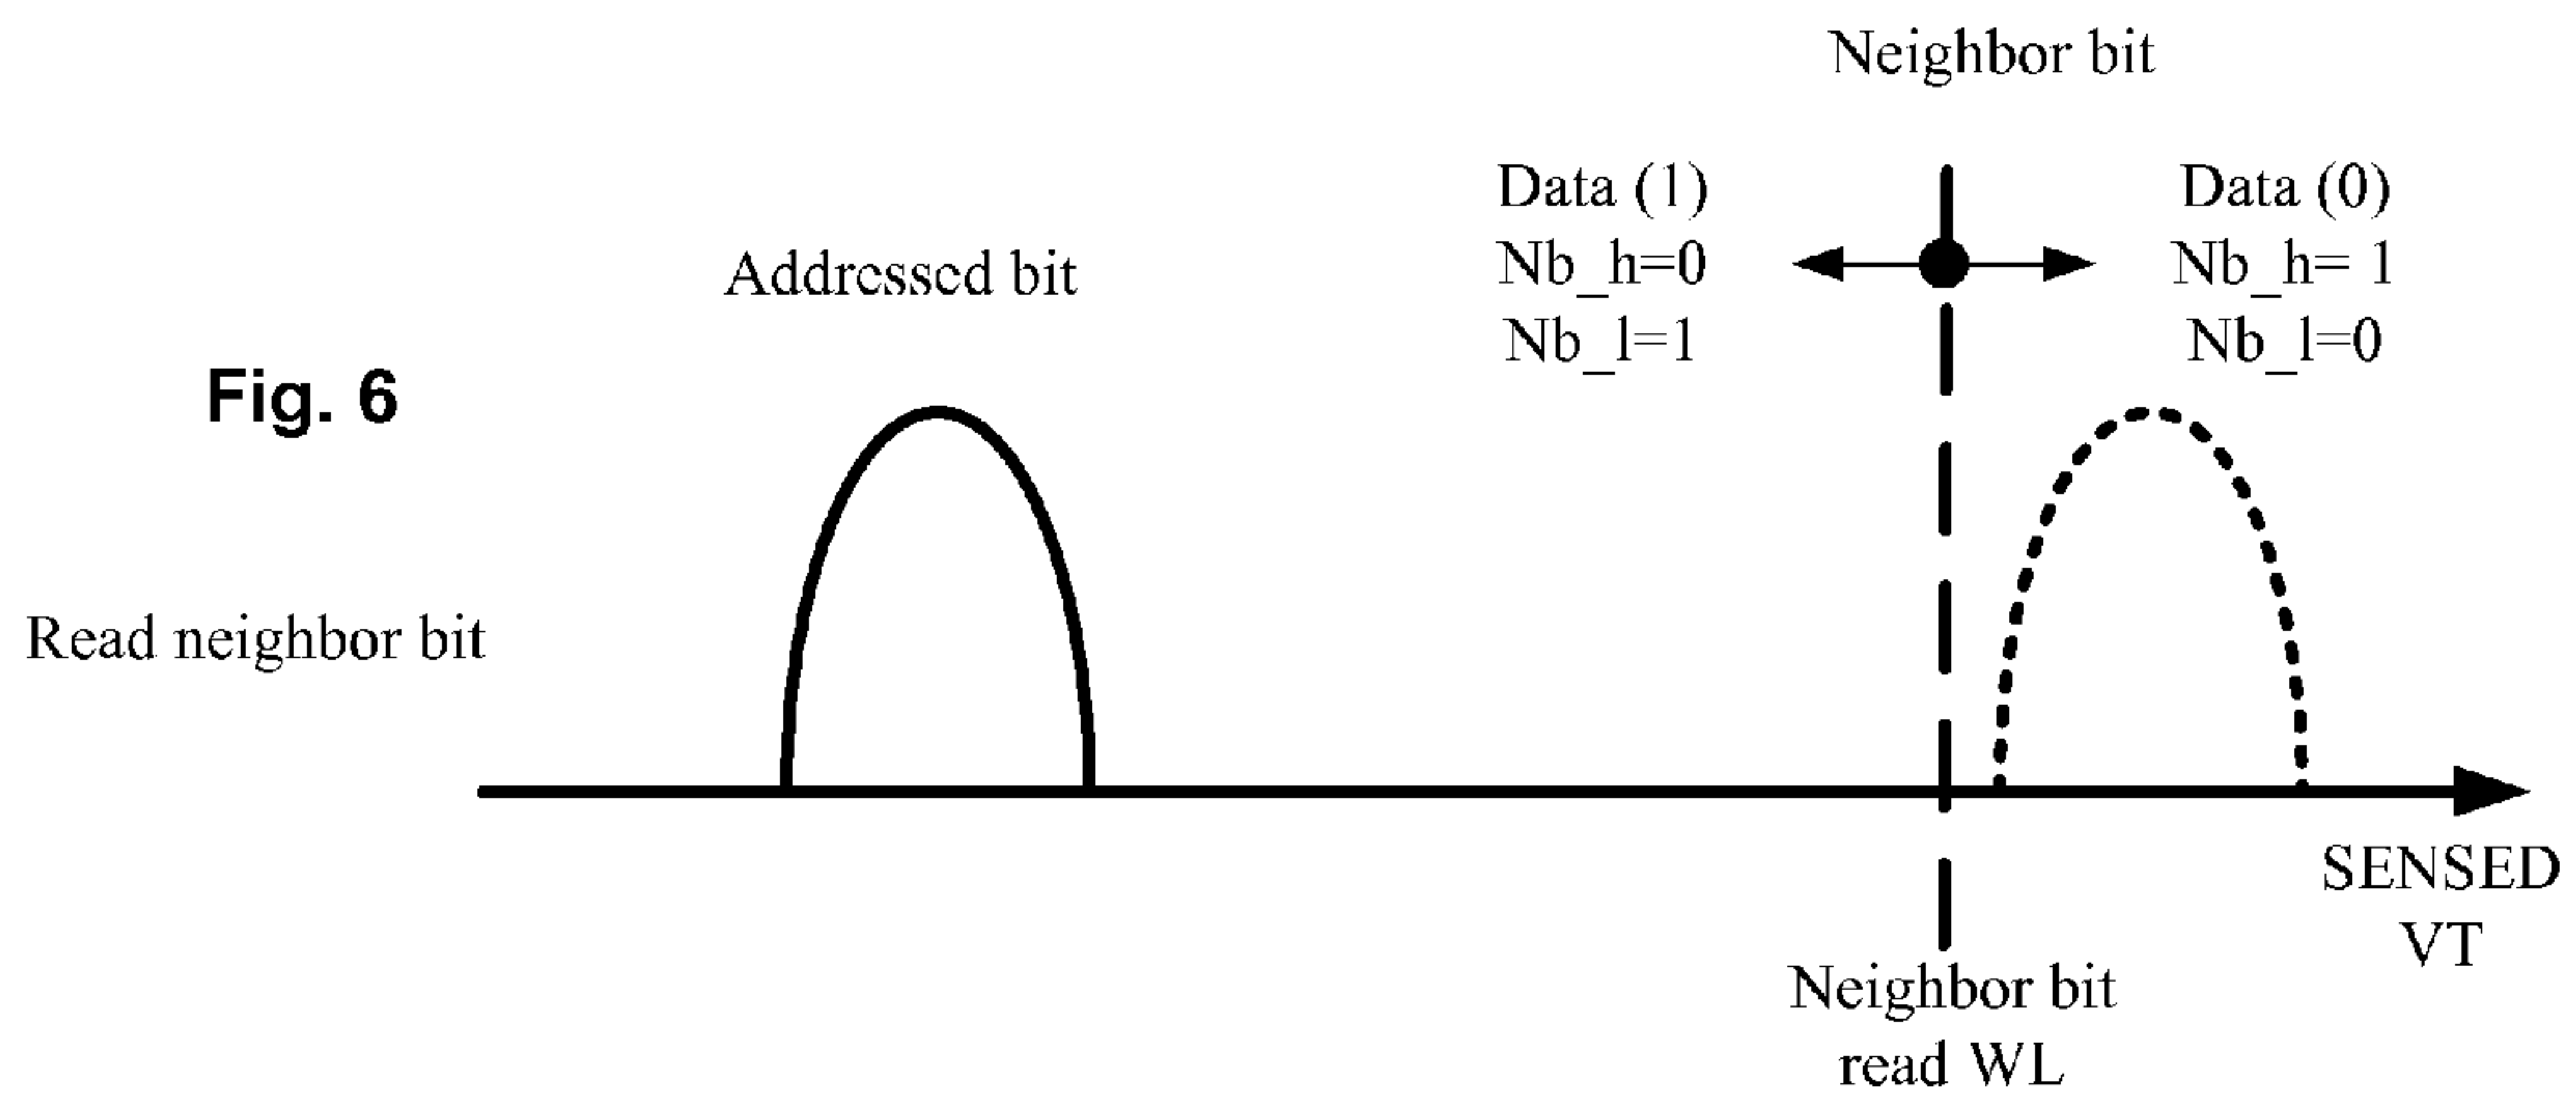 Neighbor bit
Data (1)
Nb_h=0
Nb_l=1
Data (0)
Nb_h= 1
Nb_l=0
Addressed bit
Fig. 6
Read neighbor bit
SENSED
VT
Neighbor bit
read WL